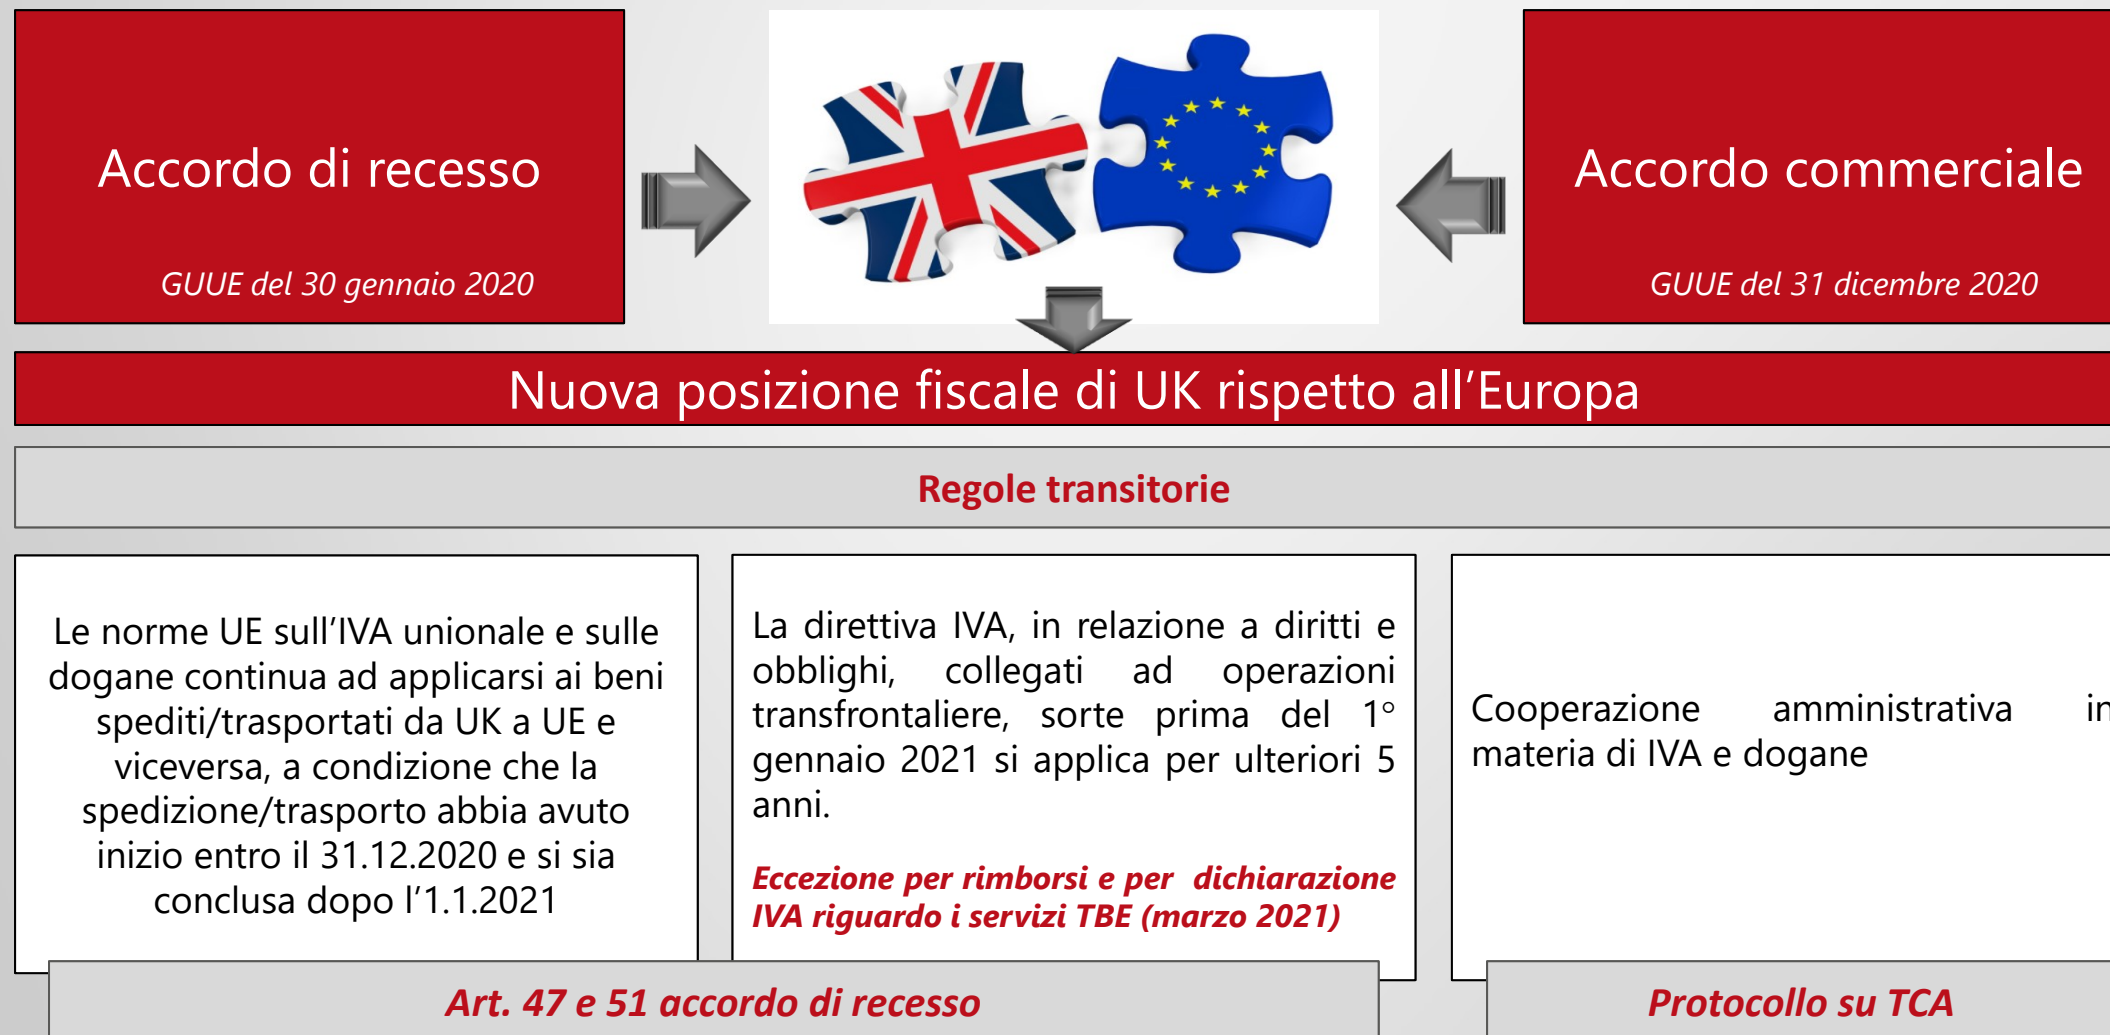 Accordo di recesso
GUUE del 30 gennaio 2020
Accordo commerciale
GUUE del 31 dicembre 2020
Nuova posizione fiscale di UK rispetto all’Europa
Regole transitorie
Le norme UE sull’IVA unionale e sulle
dogane continua ad applicarsi ai beni
spediti/trasportati da UK a UE e
viceversa, a condizione che la
spedizione/trasporto abbia avuto
inizio entro il 31.12.2020 e si sia
conclusa dopo l’1.1.2021
La direttiva IVA, in relazione a diritti e
obblighi, collegati ad operazioni
transfrontaliere, sorte prima del 1°
gennaio 2021 si applica per ulteriori 5
anni.
Eccezione per rimborsi e per dichiarazione
IVA riguardo i servizi TBE (marzo 2021)
Cooperazione amministrativa in
materia di IVA e dogane
Art. 47 e 51 accordo di recesso
Protocollo su TCA